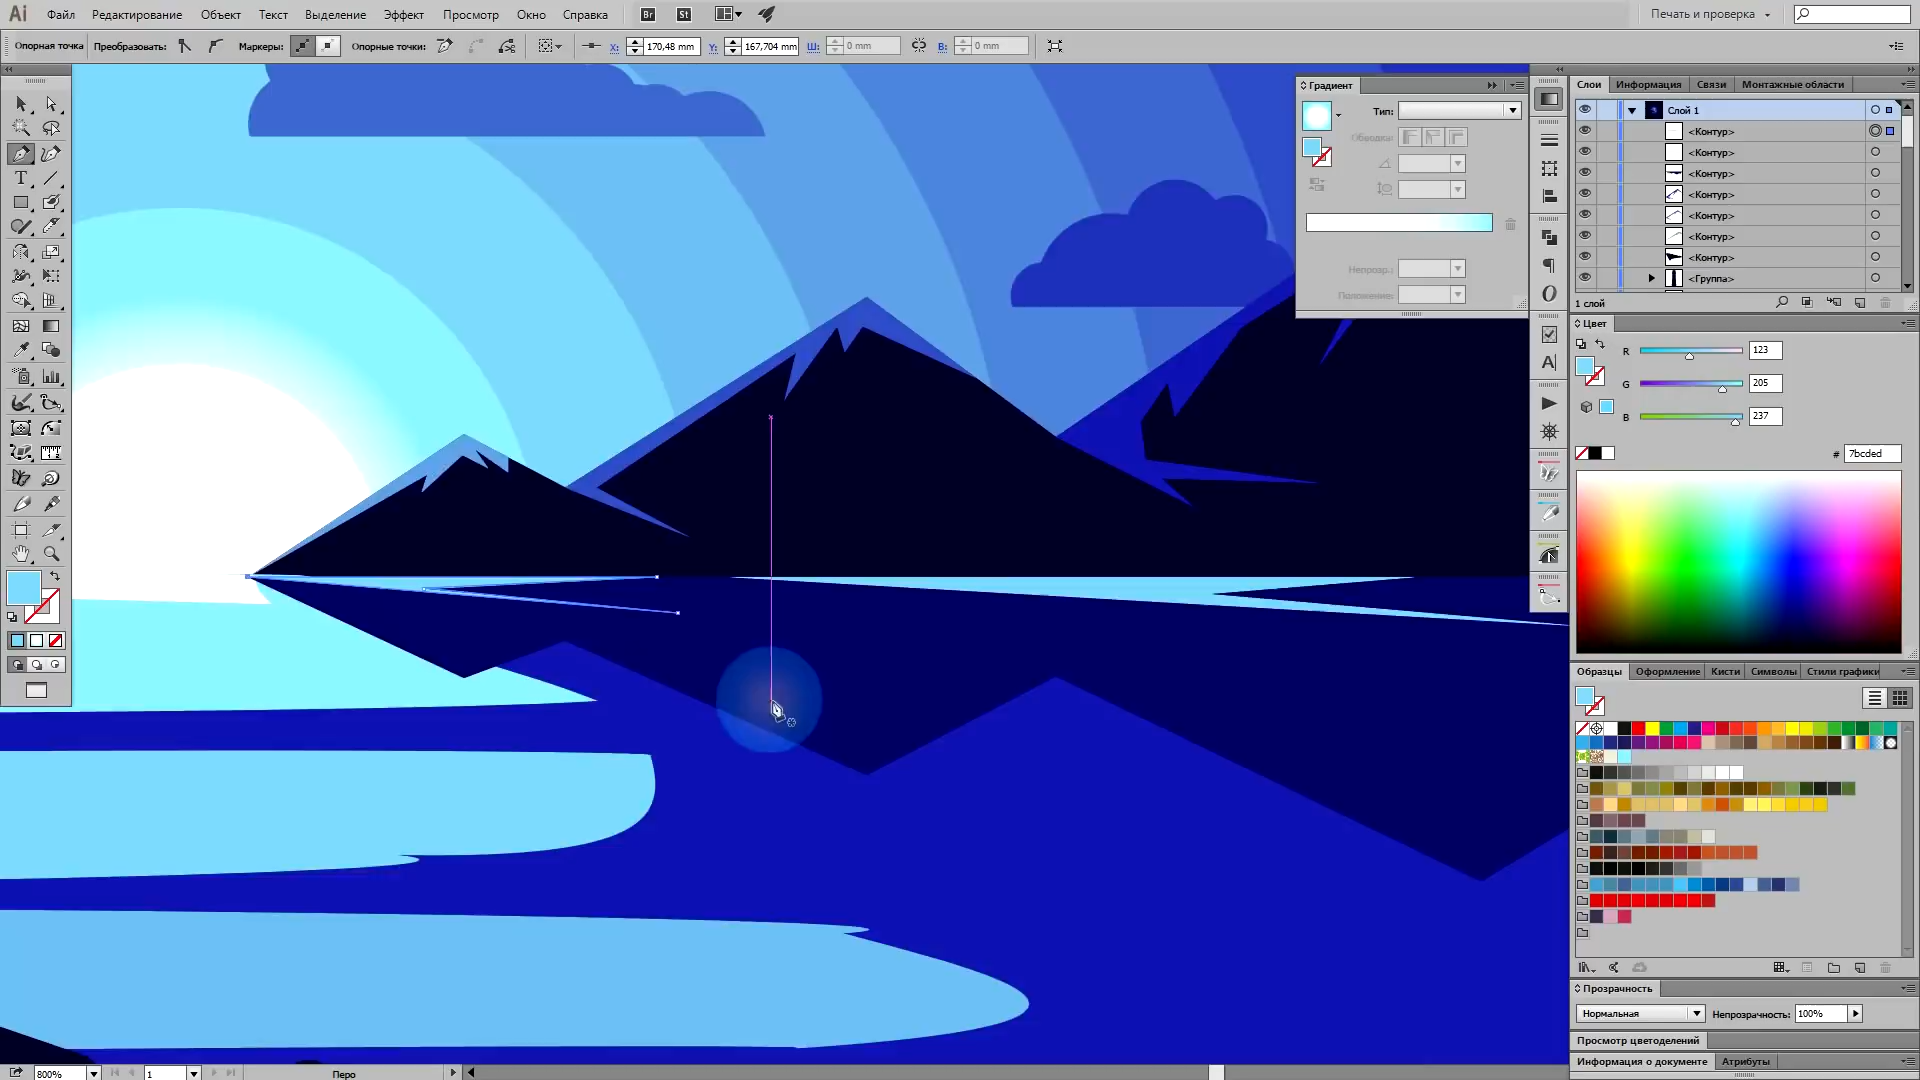 Ai Файл Редактирование Объект Текст Выделение Эффект Просмотр Окно Справка Br St Печать и проверка
Опорная точка Преобразовать: Маркеры: Опорные точки: X: 170,48 mm Y: 167,704 mm Ш: 0 mm В: 0 mm
Градиент
Тип:
Обводка:
Непрозр.:
Положение:
Слои Информация Связи Монтажные области
Слой 1
<Контур>
<Контур>
<Контур>
<Контур>
<Контур>
<Контур>
<Контур>
<Группа>
1 слой
Цвет
R 123
G 205
B 237
# 7bcded
Образцы Оформление Кисти Символы Стили графики
Прозрачность
Нормальная Непрозрачность: 100%
Просмотр цветоделений
Информация о документе Атрибуты
800% 1 Перо